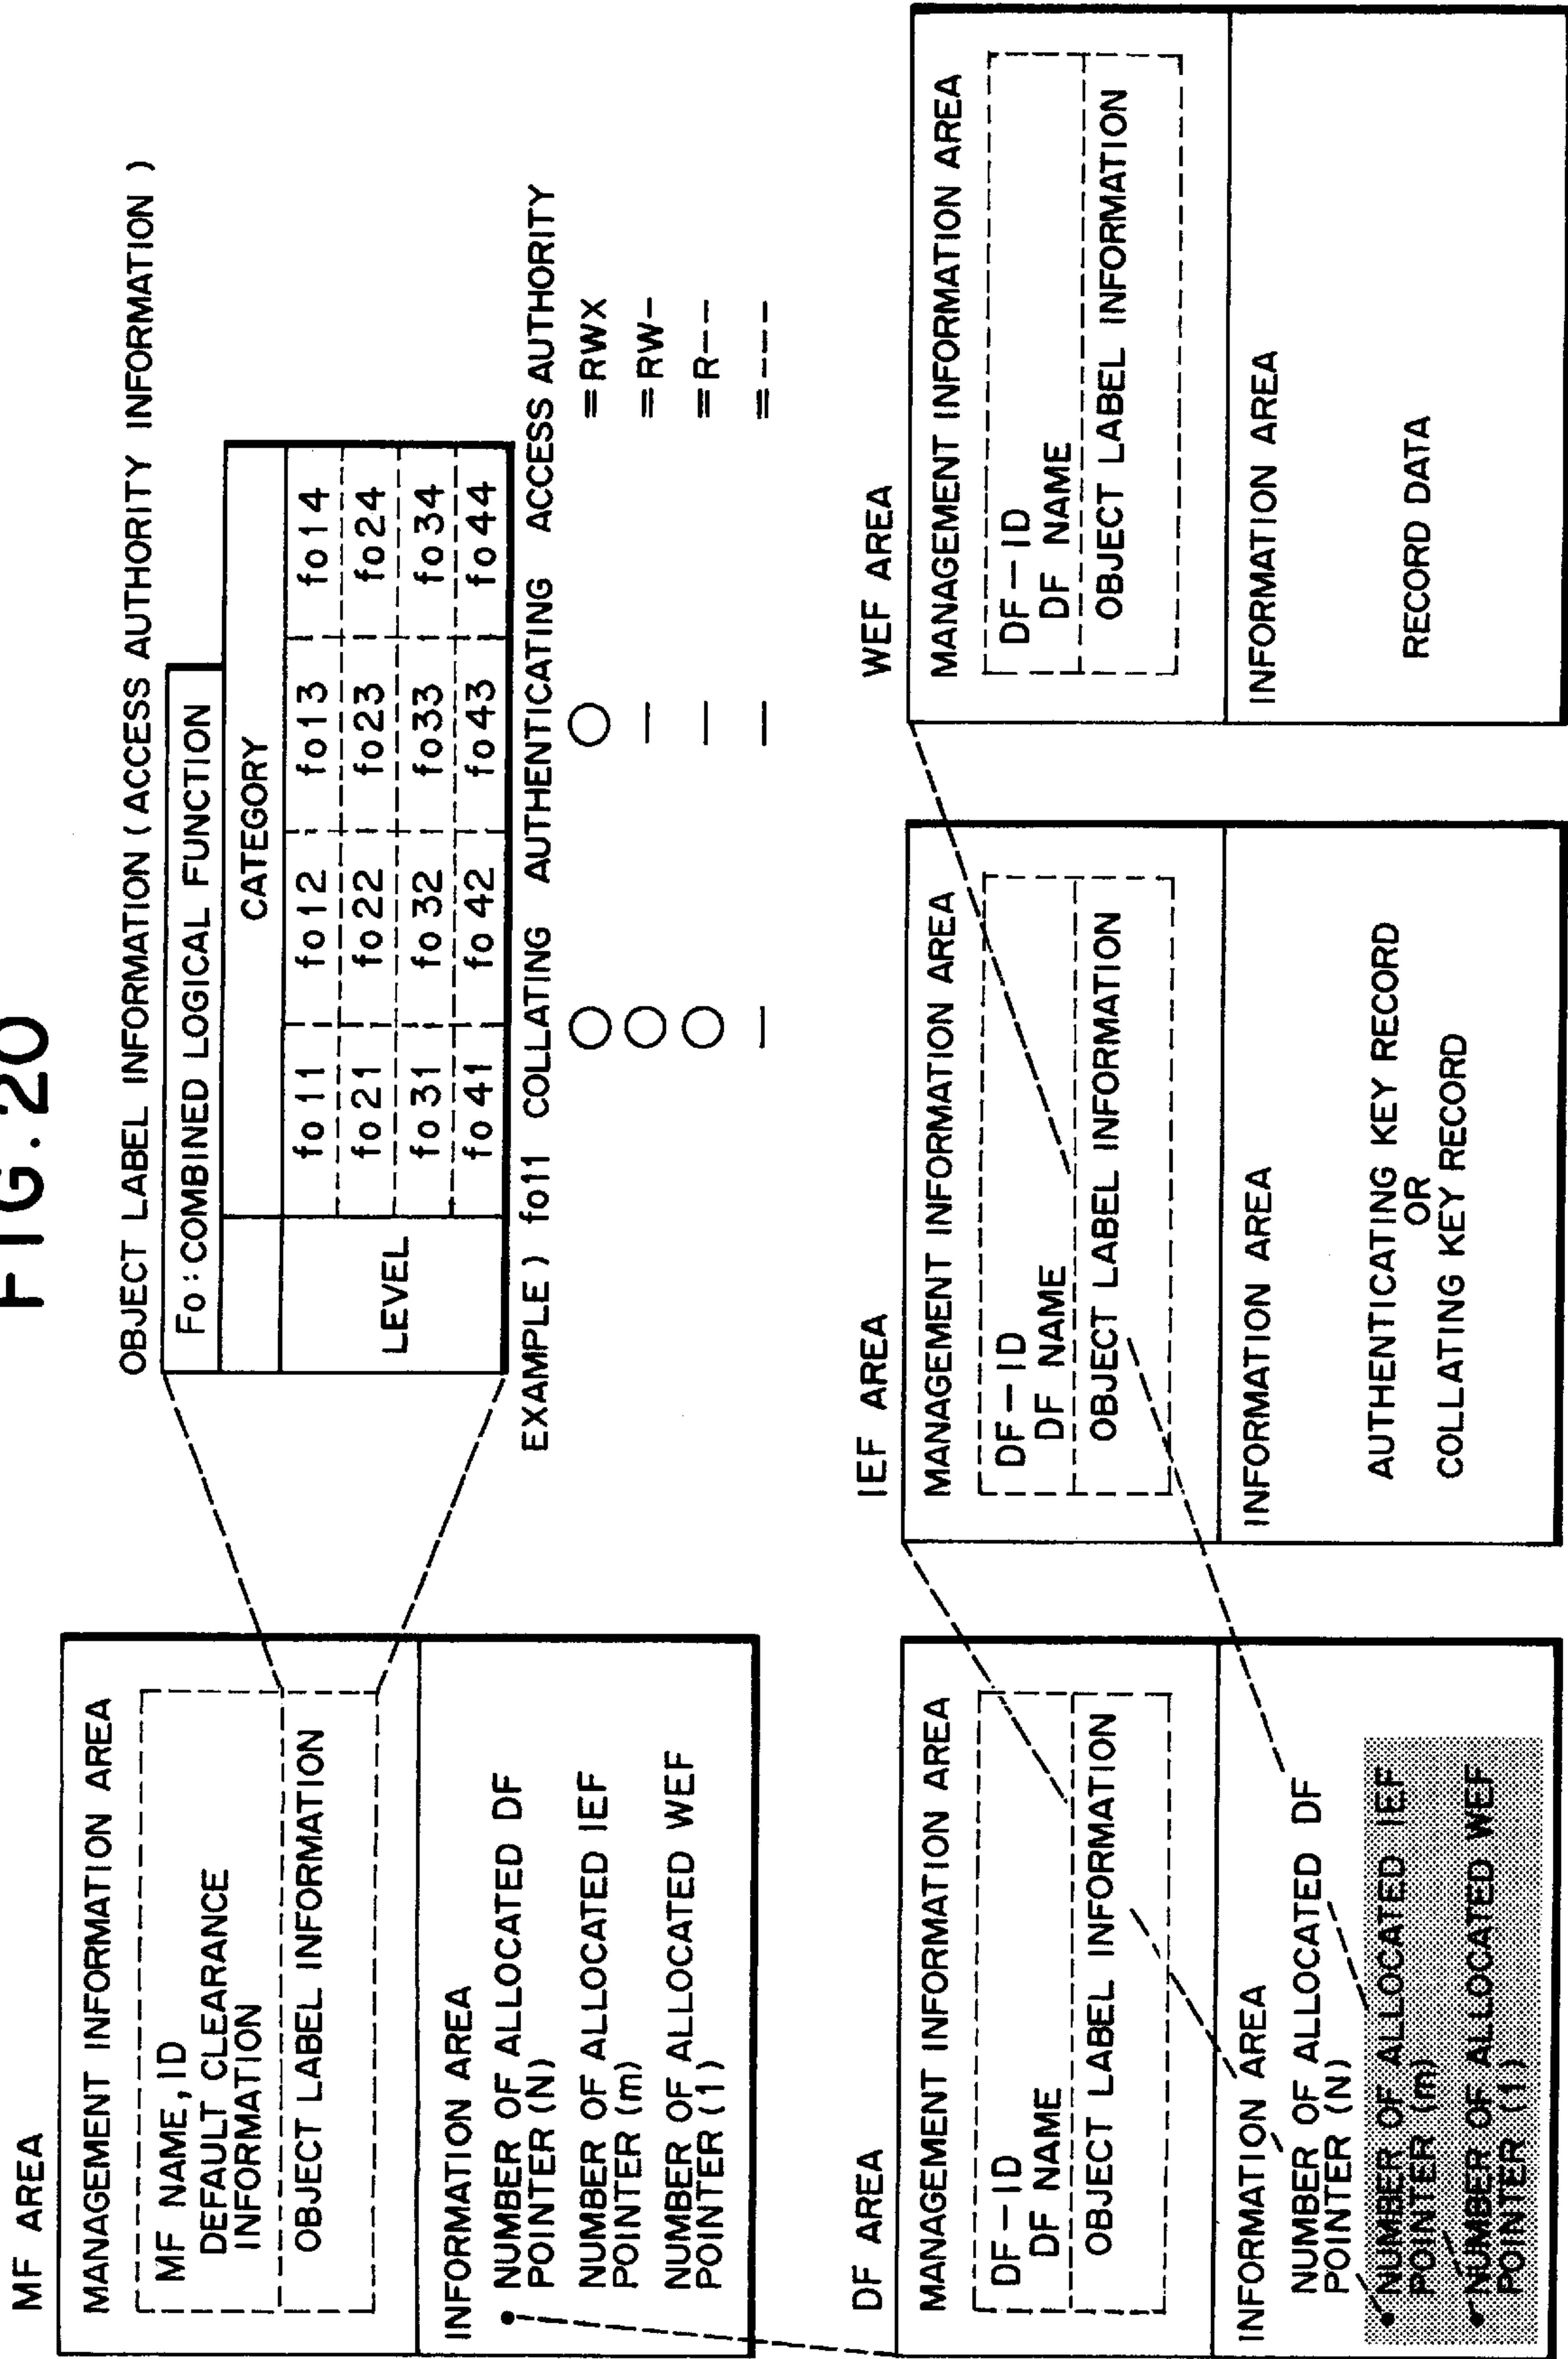 FIG. 20
MF AREA
MANAGEMENT INFORMATION AREA
MF NAME, ID
DEFAULT CLEARANCE
INFORMATION
OBJECT LABEL INFORMATION
INFORMATION AREA
NUMBER OF ALLOCATED DF
POINTER (N)
NUMBER OF ALLOCATED IEF
POINTER (m)
NUMBER OF ALLOCATED WEF
POINTER (1)
OBJECT LABEL INFORMATION ( ACCESS AUTHORITY INFORMATION )
Fo : COMBINED LOGICAL FUNCTION
CATEGORY
LEVEL
fo11 fo12 fo13 fo14
fo21 fo22 fo23 fo24
fo31 fo32 fo33 fo34
fo41 fo42 fo43 fo44
EXAMPLE ) fo11 COLLATING AUTHENTICATING ACCESS AUTHORITY
○ ○ =RWX
○ — =RW-
○ — =R--
— — =---
DF AREA
MANAGEMENT INFORMATION AREA
DF-ID
DF NAME
OBJECT LABEL INFORMATION
INFORMATION AREA
NUMBER OF ALLOCATED DF
POINTER (N)
NUMBER OF ALLOCATED IEF
POINTER (m)
NUMBER OF ALLOCATED WEF
POINTER (1)
IEF AREA
MANAGEMENT INFORMATION AREA
DF-ID
DF NAME
OBJECT LABEL INFORMATION
INFORMATION AREA
AUTHENTICATING KEY RECORD
OR
COLLATING KEY RECORD
WEF AREA
MANAGEMENT INFORMATION AREA
DF-ID
DF NAME
OBJECT LABEL INFORMATION
INFORMATION AREA
RECORD DATA